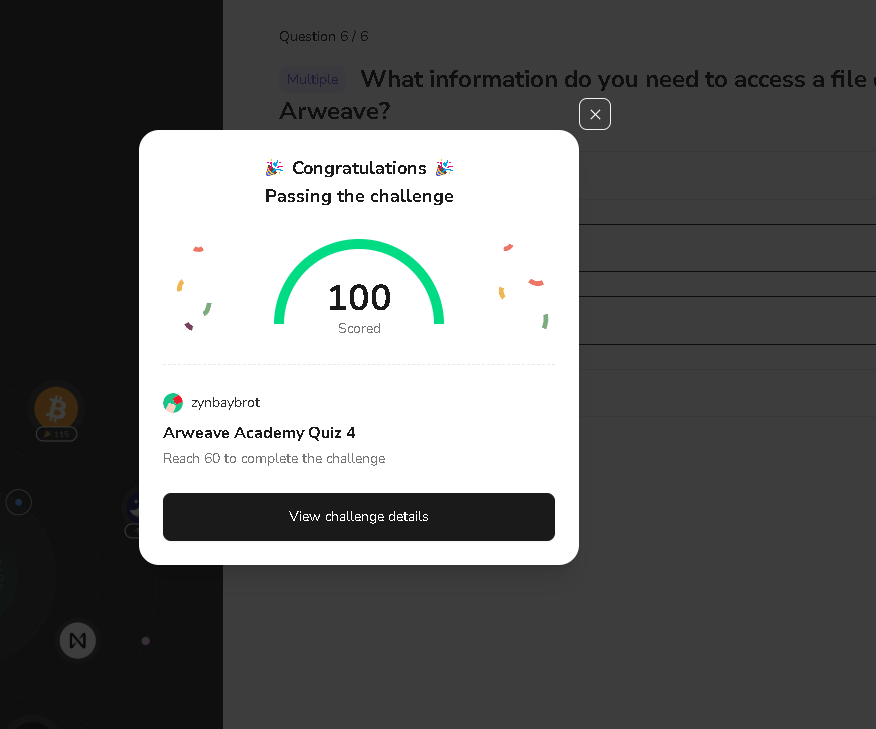 Question 6 / 6
Multiple What information do you need to access a file
Arweave?
🎉 Congratulations 🎉
Passing the challenge
100
Scored
zynbaybrot
Arweave Academy Quiz 4
Reach 60 to complete the challenge
View challenge details
115